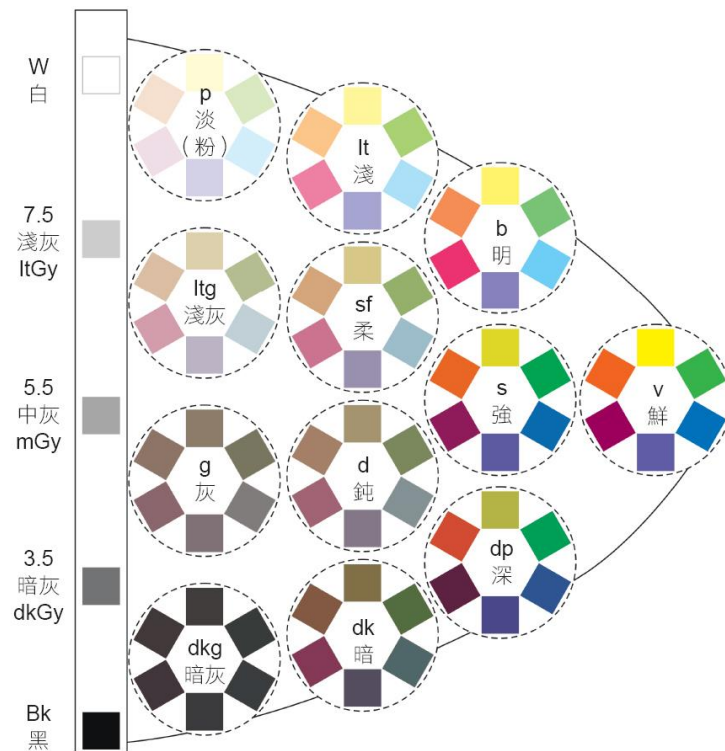 W
白
7.5
淺灰
ltGy
5.5
中灰
mGy
3.5
暗灰
dkGy
Bk
黑
p
淡
（粉）
lt
淺
b
明
ltg
淺灰
sf
柔
s
強
v
鮮
g
灰
d
鈍
dp
深
dkg
暗灰
dk
暗